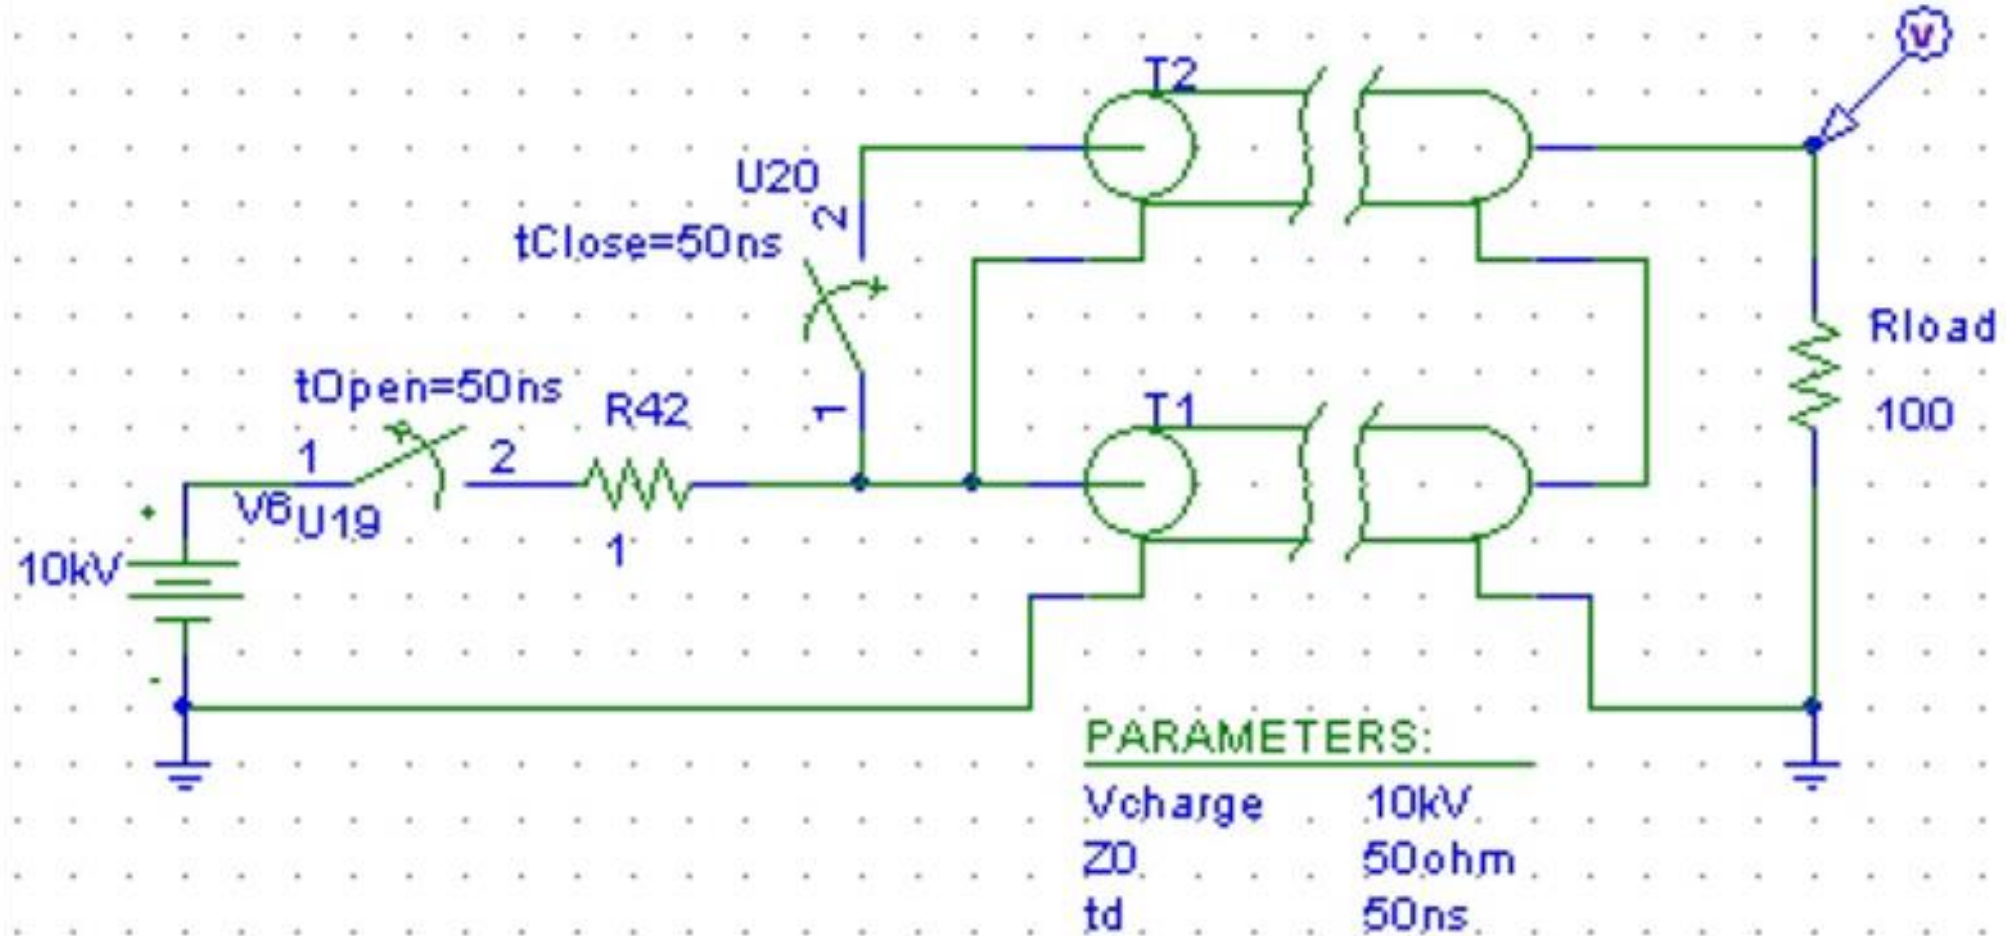 V
T2
U20
2
tClose=50ns
1
tOpen=50ns
R42
T1
Rload
100
1
2
V6
U19
1
+
10kV
-
PARAMETERS:
Vcharge 10kV
Z0 50ohm
td 50ns